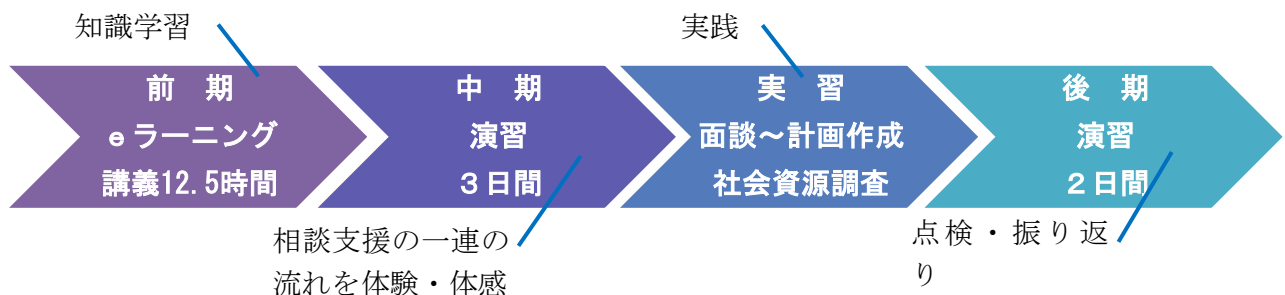 知識学習
実践
前　期
eラーニング
講義12.5時間
中　期
演習
３日間
実　習
面談～計画作成
社会資源調査
後　期
演習
２日間
相談支援の一連の
流れを体験・体感
点検・振り返
り